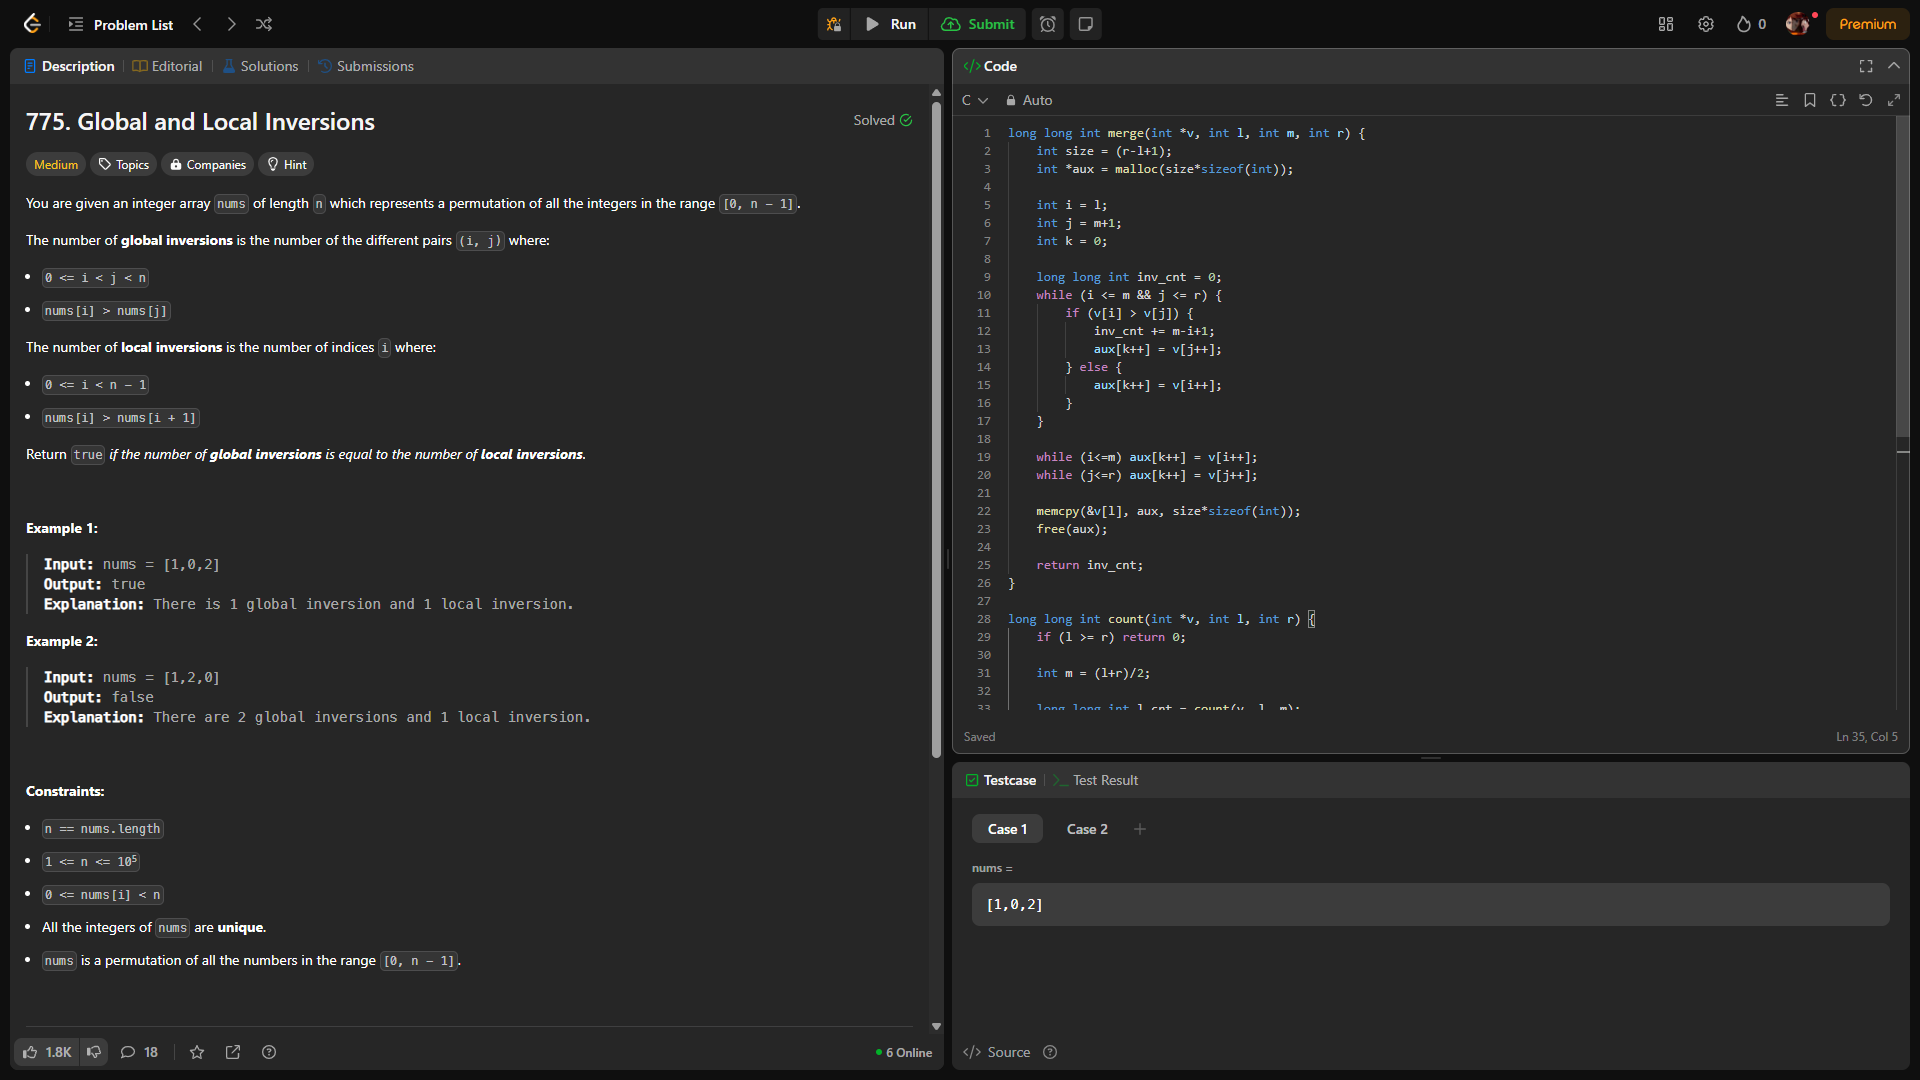 Problem List
Run
Submit
0
Premium
Description
Editorial
Solutions
Submissions
775. Global and Local Inversions
Solved
Medium
Topics
Companies
Hint
You are given an integer array nums of length n which represents a permutation of all the integers in the range [0, n - 1].
The number of global inversions is the number of the different pairs (i, j) where:
• 0 <= i < j < n
• nums[i] > nums[j]
The number of local inversions is the number of indices i where:
• 0 <= i < n - 1
• nums[i] > nums[i + 1]
Return true if the number of global inversions is equal to the number of local inversions.
Example 1:
Input: nums = [1,0,2]
Output: true
Explanation: There is 1 global inversion and 1 local inversion.
Example 2:
Input: nums = [1,2,0]
Output: false
Explanation: There are 2 global inversions and 1 local inversion.
Constraints:
• n == nums.length
• 1 <= n <= 10⁵
• 0 <= nums[i] < n
• All the integers of nums are unique.
• nums is a permutation of all the numbers in the range [0, n - 1].
1.8K
18
6 Online
</> Code
C
Auto
1 long long int merge(int *v, int l, int m, int r) {
2     int size = (r-l+1);
3     int *aux = malloc(size*sizeof(int));
4
5     int i = l;
6     int j = m+1;
7     int k = 0;
8
9     long long int inv_cnt = 0;
10     while (i <= m && j <= r) {
11         if (v[i] > v[j]) {
12             inv_cnt += m-i+1;
13             aux[k++] = v[j++];
14         } else {
15             aux[k++] = v[i++];
16         }
17     }
18
19     while (i<=m) aux[k++] = v[i++];
20     while (j<=r) aux[k++] = v[j++];
21
22     memcpy(&v[l], aux, size*sizeof(int));
23     free(aux);
24
25     return inv_cnt;
26 }
27
28 long long int count(int *v, int l, int r) {
29     if (l >= r) return 0;
30
31     int m = (l+r)/2;
32
33     long long int l_cnt = count(v, l, m);
Saved
Ln 35, Col 5
Testcase
Test Result
Case 1
Case 2
nums =
[1,0,2]
</> Source